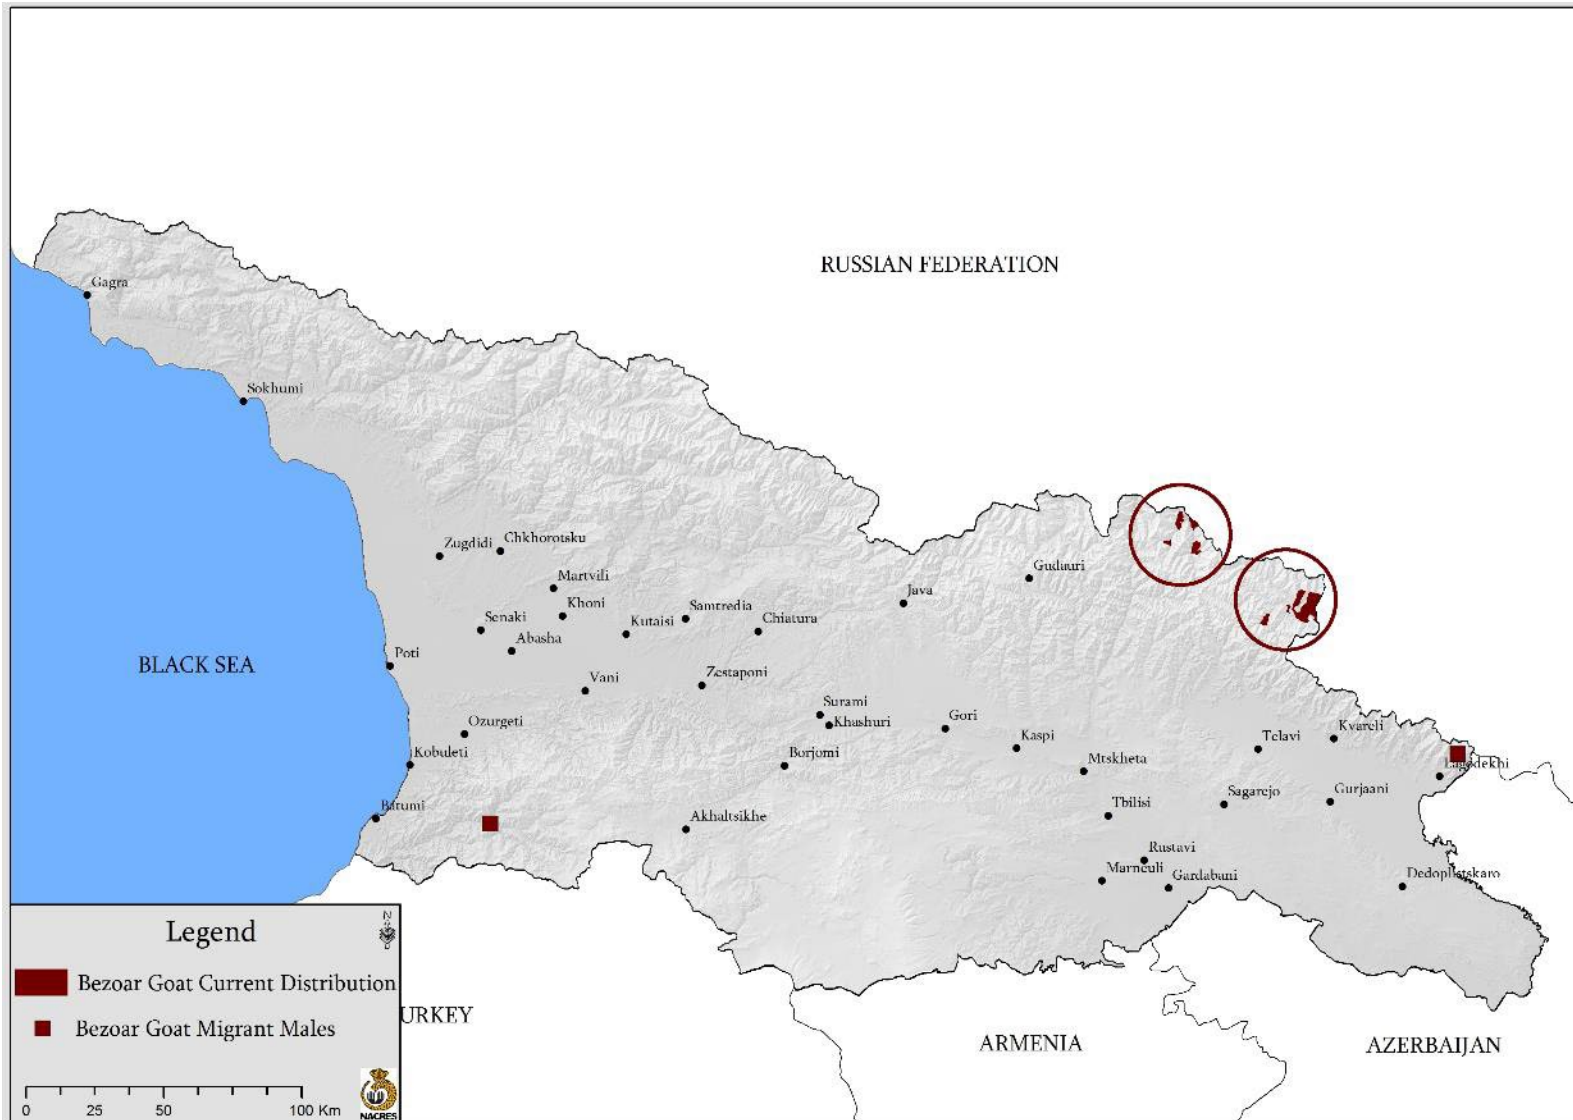 RUSSIAN FEDERATION
Gagra
Sokhumi
Zugdidi
Chkhorotsku
Martvili
Khoni
Senaki
Abasha
Kutaisi
Samtredia
Chiatura
Java
Gudauri
Poti
BLACK SEA
Vani
Zestaponi
Surami
Khashuri
Gori
Kaspi
Ozurgeti
Kobuleti
Borjomi
Mtskheta
Telavi
Kvareli
Lagodekhi
Batumi
Akhaltsikhe
Tbilisi
Sagarejo
Gurjaani
Rustavi
Marneuli
Gardabani
Dedoplistskaro
Legend
N
Bezoar Goat Current Distribution
Bezoar Goat Migrant Males
URKEY
ARMENIA
AZERBAIJAN
0 25 50 100 Km
NACRES